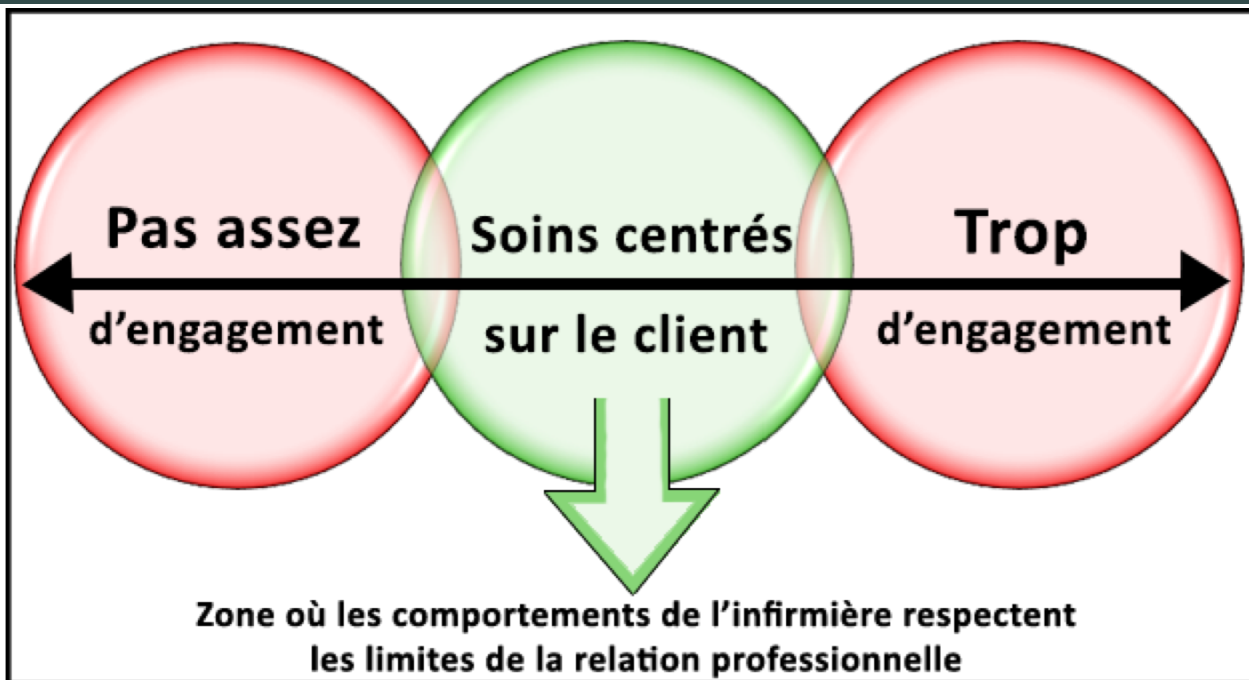 Pas assez
d’engagement
Soins centrés
sur le client
Trop
d’engagement
Zone où les comportements de l’infirmière respectent
les limites de la relation professionnelle